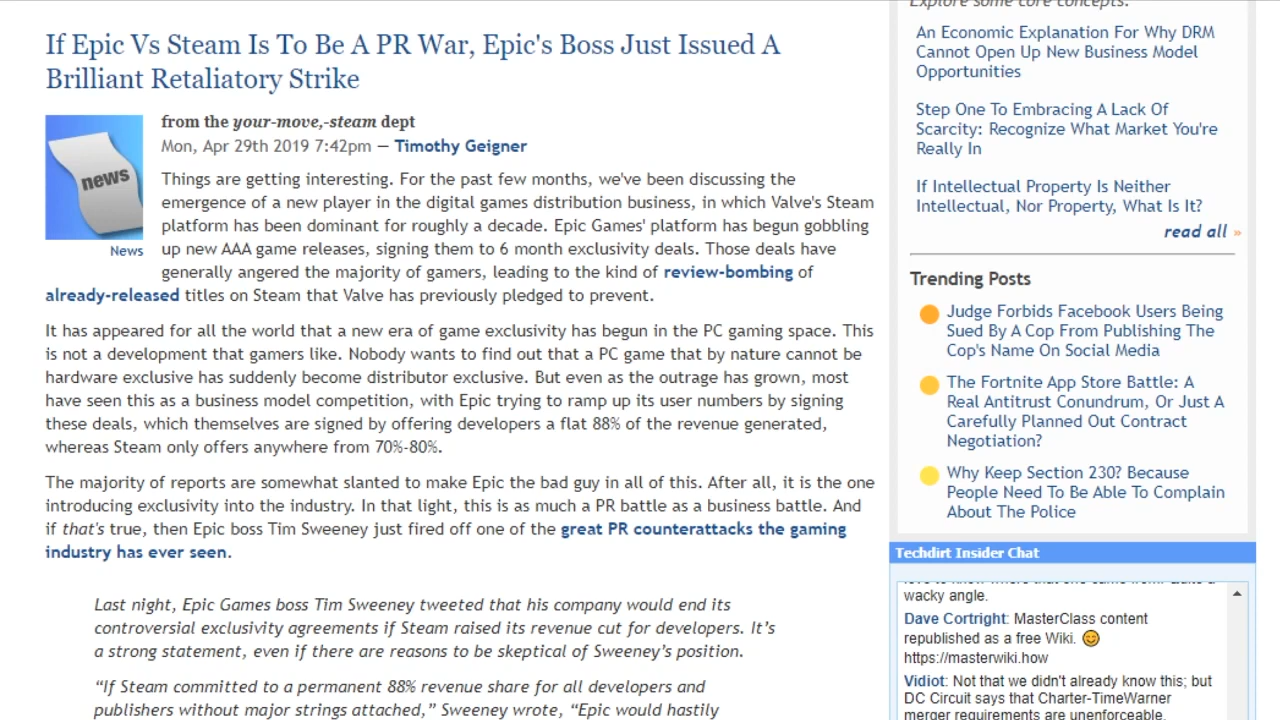 If Epic Vs Steam Is To Be A PR War, Epic's Boss Just Issued A
Brilliant Retaliatory Strike
from the your-move,-steam dept
Mon, Apr 29th 2019 7:42pm — Timothy Geigner
news
News
Things are getting interesting. For the past few months, we've been discussing the
emergence of a new player in the digital games distribution business, in which Valve's Steam
platform has been dominant for roughly a decade. Epic Games' platform has begun gobbling
up new AAA game releases, signing them to 6 month exclusivity deals. Those deals have
generally angered the majority of gamers, leading to the kind of review-bombing of
already-released titles on Steam that Valve has previously pledged to prevent.
It has appeared for all the world that a new era of game exclusivity has begun in the PC gaming space. This
is not a development that gamers like. Nobody wants to find out that a PC game that by nature cannot be
hardware exclusive has suddenly become distributor exclusive. But even as the outrage has grown, most
have seen this as a business model competition, with Epic trying to ramp up its user numbers by signing
these deals, which themselves are signed by offering developers a flat 88% of the revenue generated,
whereas Steam only offers anywhere from 70%-80%.
The majority of reports are somewhat slanted to make Epic the bad guy in all of this. After all, it is the one
introducing exclusivity into the industry. In that light, this is as much a PR battle as a business battle. And
if that's true, then Epic boss Tim Sweeney just fired off one of the great PR counterattacks the gaming
industry has ever seen.
Last night, Epic Games boss Tim Sweeney tweeted that his company would end its
controversial exclusivity agreements if Steam raised its revenue cut for developers. It’s
a strong statement, even if there are reasons to be skeptical of Sweeney’s position.
“If Steam committed to a permanent 88% revenue share for all developers and
publishers without major strings attached,” Sweeney wrote, “Epic would hastily
Explore some core concepts:
An Economic Explanation For Why DRM
Cannot Open Up New Business Model
Opportunities
Step One To Embracing A Lack Of
Scarcity: Recognize What Market You're
Really In
If Intellectual Property Is Neither
Intellectual, Nor Property, What Is It?
read all »
Trending Posts
Judge Forbids Facebook Users Being
Sued By A Cop From Publishing The
Cop's Name On Social Media
The Fortnite App Store Battle: A
Real Antitrust Conundrum, Or Just A
Carefully Planned Out Contract
Negotiation?
Why Keep Section 230? Because
People Need To Be Able To Complain
About The Police
Techdirt Insider Chat
wacky angle.
Dave Cortright: MasterClass content
republished as a free Wiki. 😊
https://masterwiki.how
Vidiot: Not that we didn't already know this; but
DC Circuit says that Charter-TimeWarner
merger requirements are unenforceable.